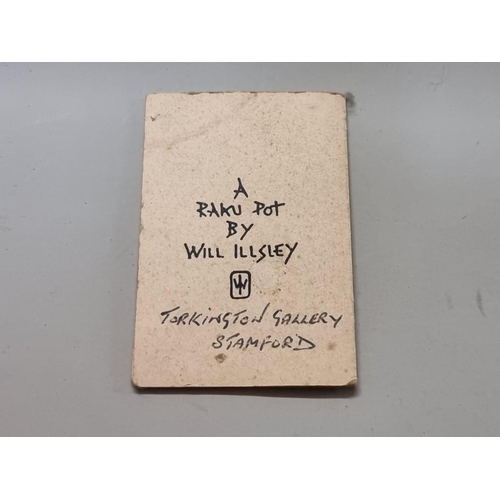 A
RAKU POT
BY
WILL ILLSLEY
TORKINGTON GALLERY
STAMFORD